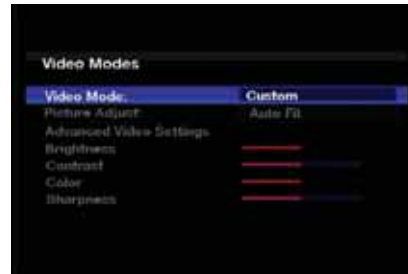 Video Modes
Video Mode: Custom
Picture Adjust: Auto Fit
Advanced Video Settings
Brightness
Contrast
Color
Sharpness